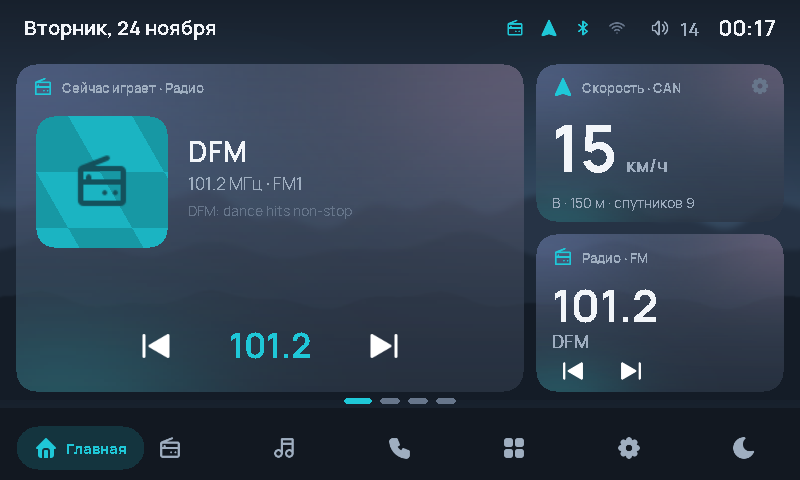 Вторник, 24 ноября
14 00:17
Сейчас играет · Радио
DFM
101.2 МГц · FM1
DFM: dance hits non-stop
101.2
Скорость · CAN
15 км/ч
В · 150 м · спутников 9
Радио · FM
101.2
DFM
Главная